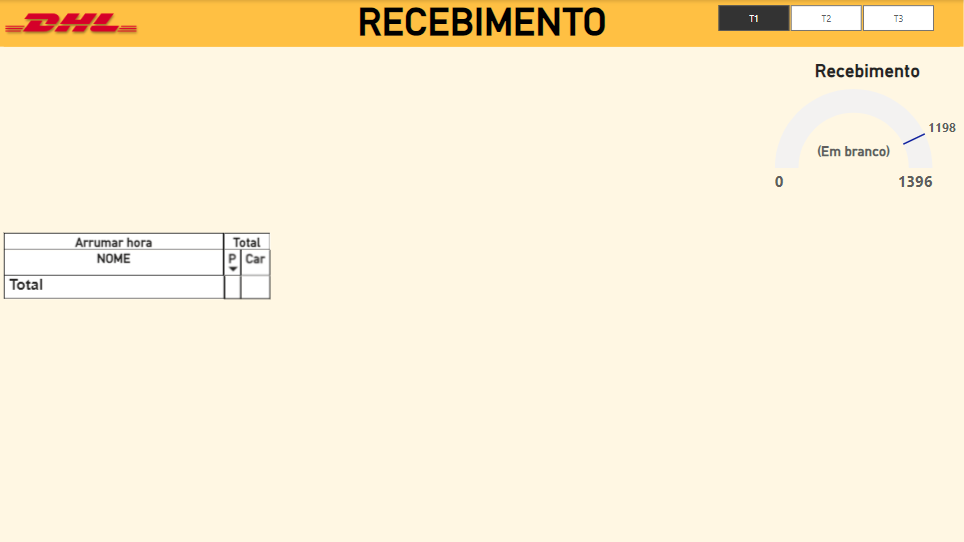 DHL
RECEBIMENTO
T1 T2 T3
Recebimento
1198
(Em branco)
0 1396
Arrumar hora Total
NOME P Car
Total